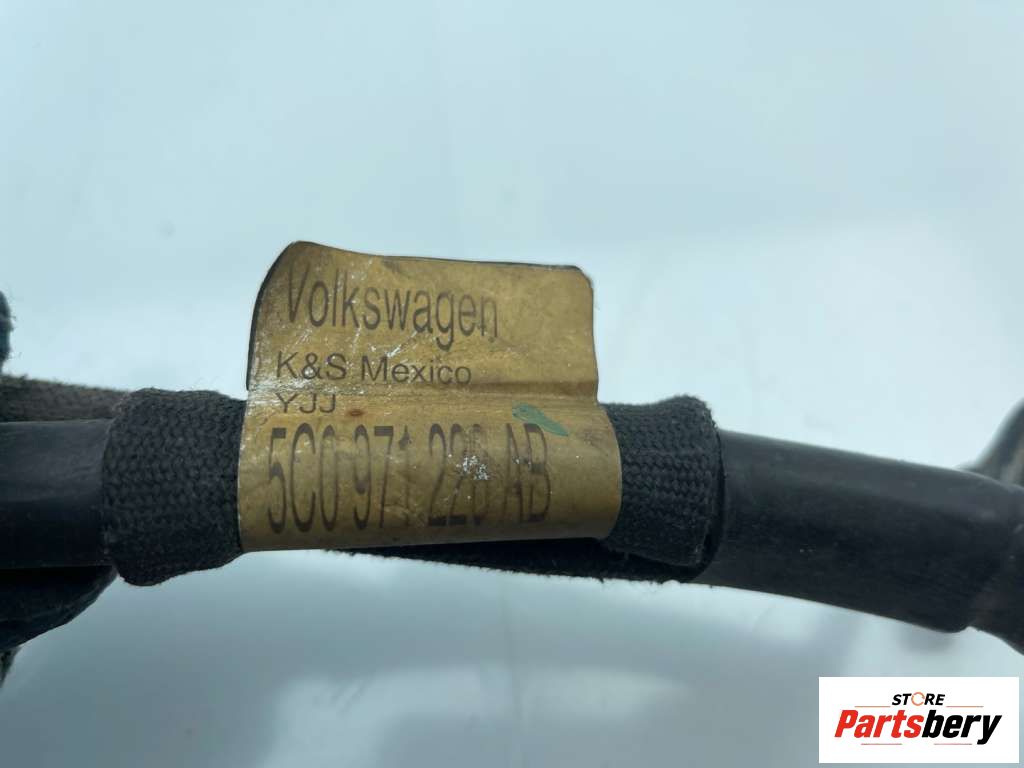 Volkswagen
K&S Mexico
YJJ
5C0 971 228 AB
STORE
Partsbery